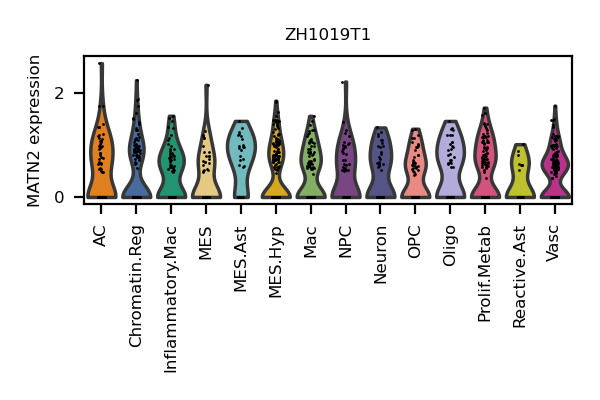 ZH1019T1
MATN2 expression
2
0
AC
Chromatin.Reg
Inflammatory.Mac
MES
MES.Ast
MES.Hyp
Mac
NPC
Neuron
OPC
Oligo
Prolif.Metab
Reactive.Ast
Vasc